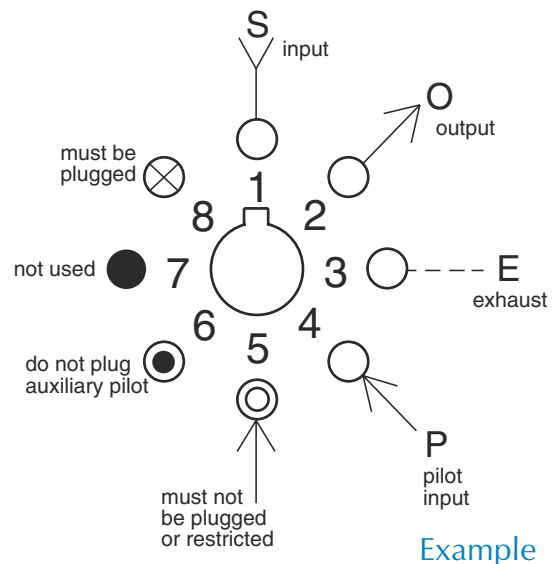 S
input
O
output
must be
plugged
1
8
2
not used
7
3
E
exhaust
6
4
do not plug
auxiliary pilot
5
P
pilot
input
must not
be plugged
or restricted
Example